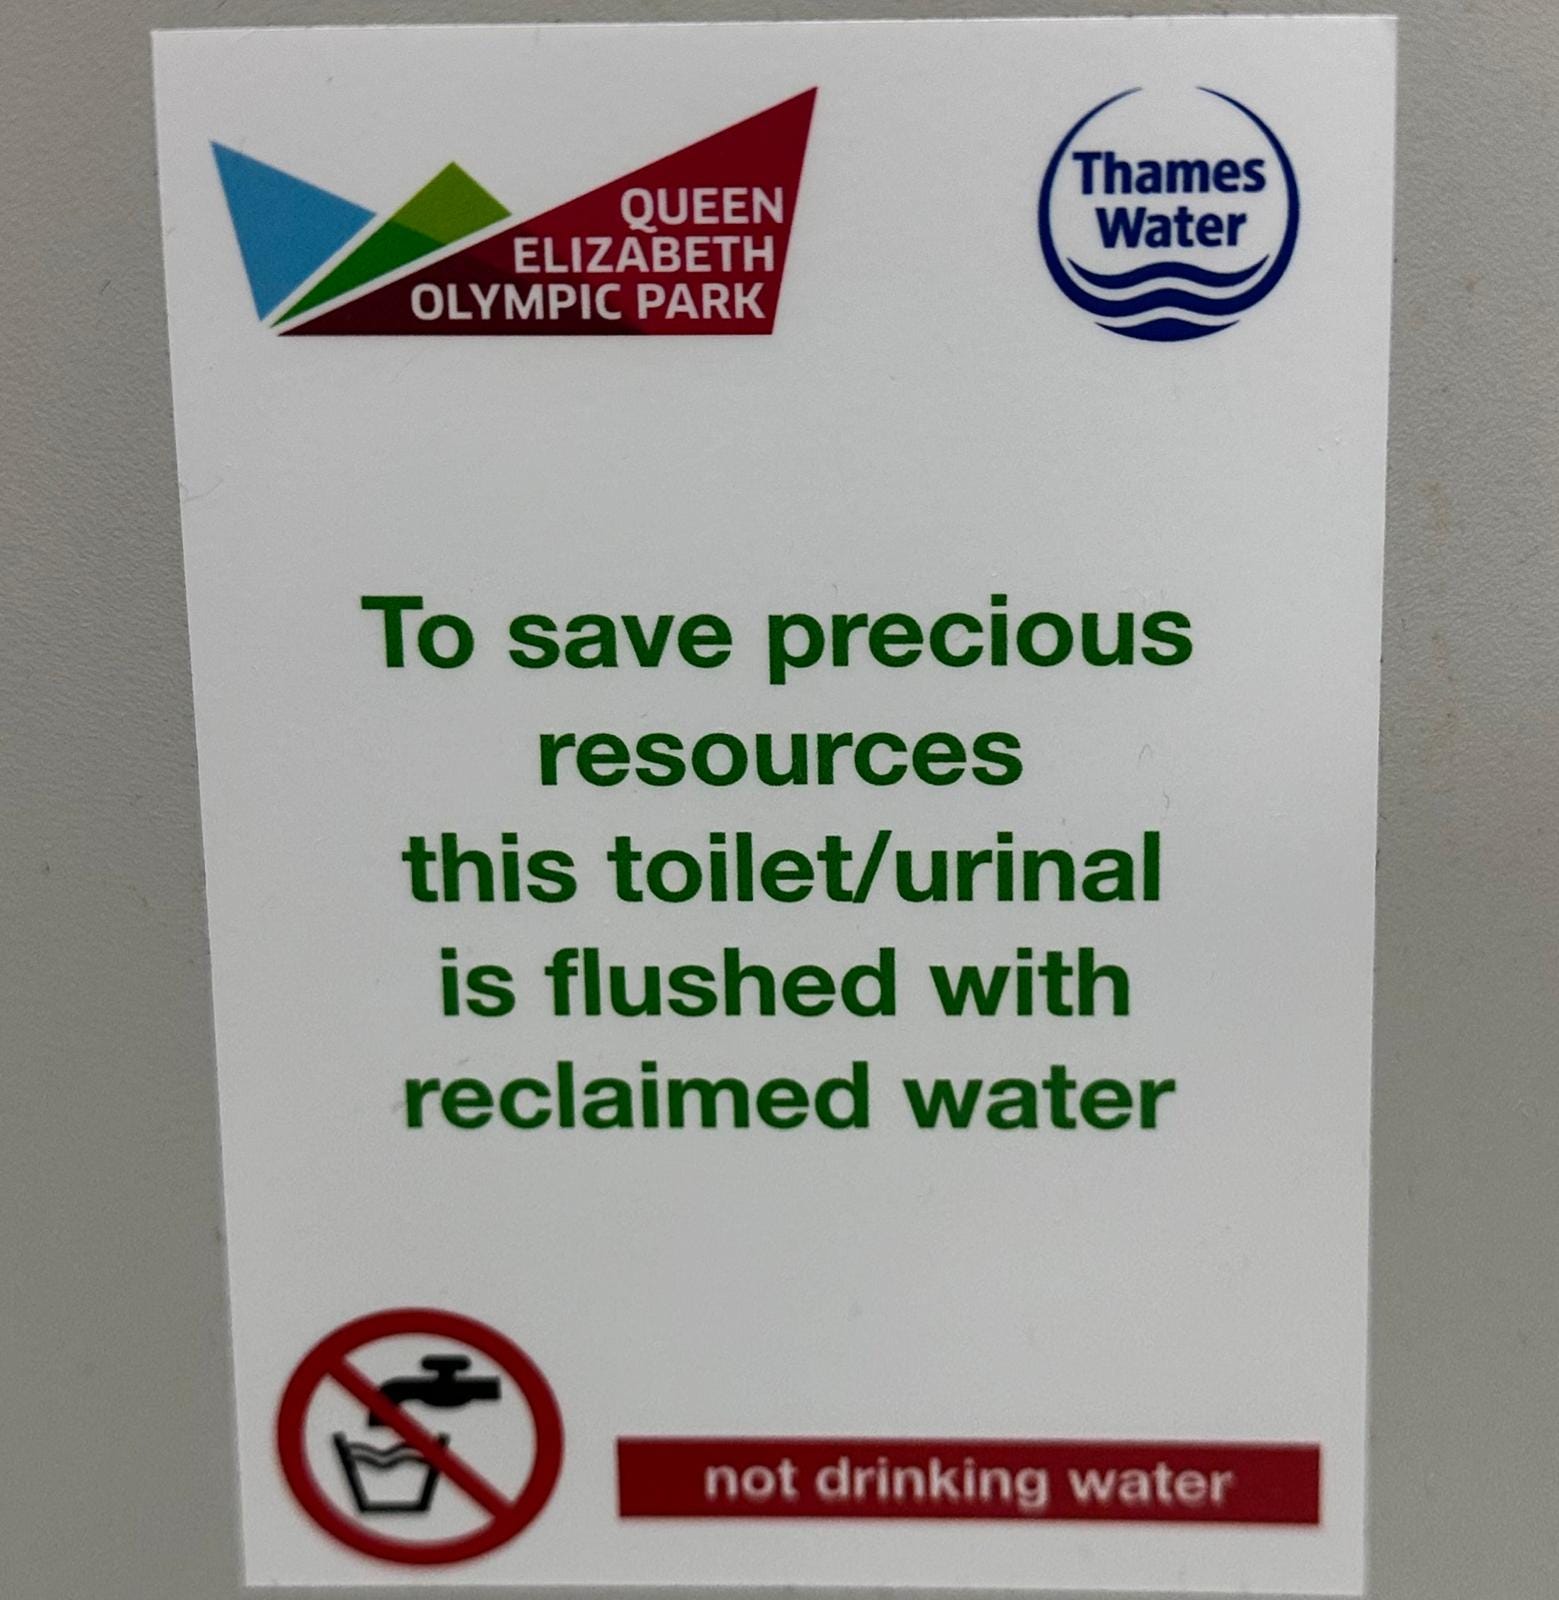 QUEEN
ELIZABETH
OLYMPIC PARK
Thames
Water
To save precious
resources
this toilet/urinal
is flushed with
reclaimed water
not drinking water